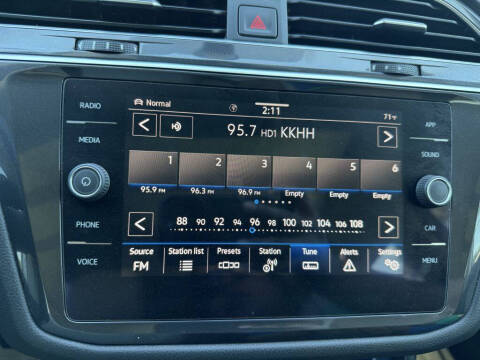 RADIO
MEDIA
PHONE
VOICE
Normal
2:11
71°F
95.7 HD1 KKHH
1 2 3 4 5 6
95.9 FM 96.3 FM 96.9 FM Empty Empty Empty
88 90 92 94 96 98 100 102 104 106 108
Source Station list Presets Station Tune Alerts Settings
FM
APP
SOUND
CAR
MENU